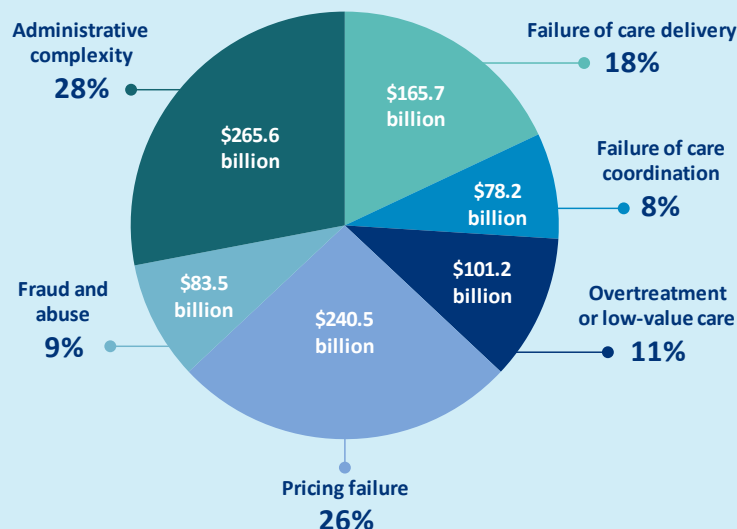 Administrative
complexity
28%
Failure of care delivery
18%
$165.7
billion
$265.6
billion
Failure of care
coordination
8%
$78.2
billion
$101.2
billion
Overtreatment
or low-value care
11%
Fraud and
abuse
9%
$83.5
billion
$240.5
billion
Pricing failure
26%